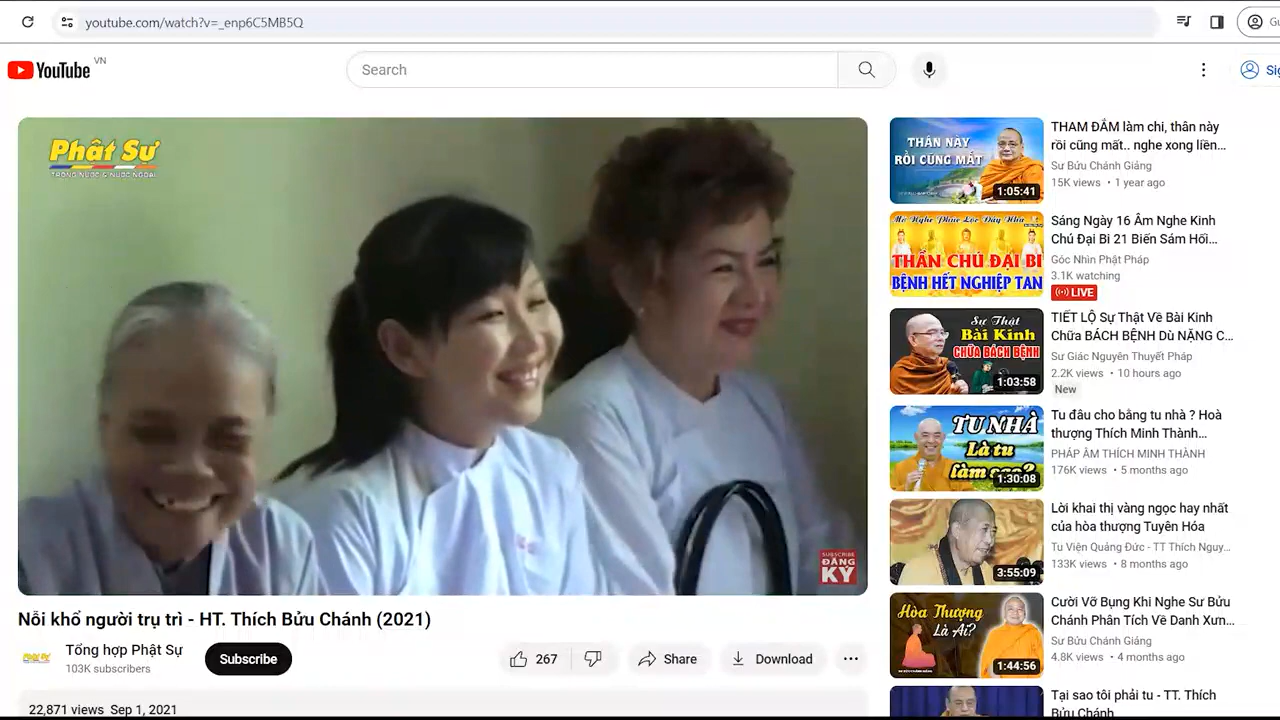 youtube.com/watch?v=_enp6C5MB5Q
Gu
YouTube VN
Search
Sig
Phật Sự
TRONG NƯỚC & NƯỚC NGOÀI
SUBSCRIBE
ĐĂNG
KÝ
Nỗi khổ người trụ trì - HT. Thích Bửu Chánh (2021)
Tổng hợp Phật Sự
103K subscribers
Subscribe
267
Share
Download
22,871 views Sep 1, 2021
THÂN NÀY
RỒI CŨNG MẤT
1:05:41
THAM ĐẮM làm chi, thân này
rồi cũng mất.. nghe xong liền...
Sư Bửu Chánh Giảng
15K views • 1 year ago
THẦN CHÚ ĐẠI BI
BỆNH HẾT NGHIỆP TAN
Sáng Ngày 16 Âm Nghe Kinh
Chú Đại Bi 21 Biến Sám Hối...
Góc Nhìn Phật Pháp
3.1K watching
LIVE
Sự Thật
Bài Kinh
CHỮA BÁCH BỆNH
1:03:58
TIẾT LỘ Sự Thật Về Bài Kinh
Chữa BÁCH BỆNH Dù NẶNG C...
Sư Giác Nguyên Thuyết Pháp
2.2K views • 10 hours ago
New
TU NHÀ
Là tu
làm sao?
1:30:08
Tu đâu cho bằng tu nhà ? Hoà
thượng Thích Minh Thành...
PHÁP ÂM THÍCH MINH THÀNH
176K views • 5 months ago
3:55:09
Lời khai thị vàng ngọc hay nhất
của hòa thượng Tuyên Hóa
Tu Viện Quảng Đức - TT Thích Nguy...
133K views • 8 months ago
Hòa Thượng
Là Ai?
1:44:56
Cười Vỡ Bụng Khi Nghe Sư Bửu
Chánh Phân Tích Về Danh Xưn...
Sư Bửu Chánh Giảng
4.8K views • 4 months ago
Tại sao tôi phải tu - TT. Thích
Bửu Chánh